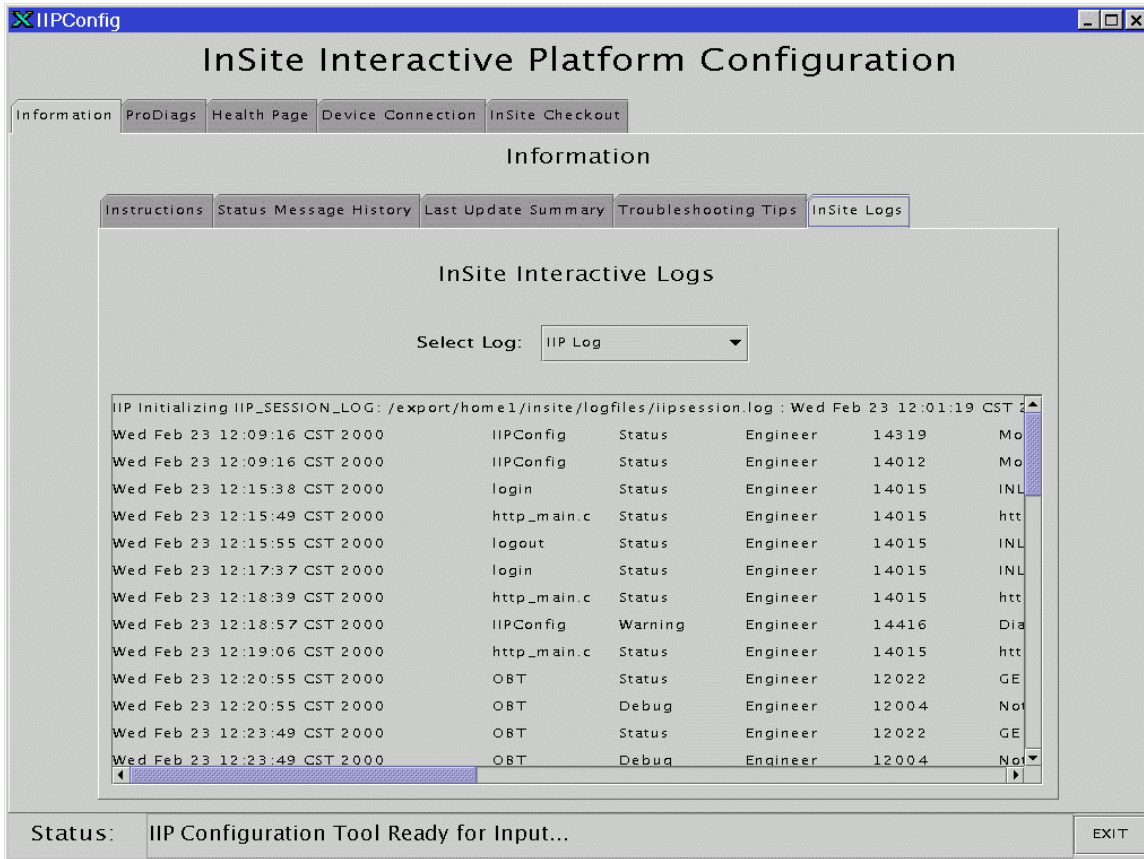 IIPConfig
InSite Interactive Platform Configuration
Information ProDiags Health Page Device Connection InSite Checkout
Information
Instructions Status Message History Last Update Summary Troubleshooting Tips InSite Logs
InSite Interactive Logs
Select Log: IIP Log
IIP Initializing IIP_SESSION_LOG: /export/home1/insite/logfiles/iipsession.log : Wed Feb 23 12:01:19 CST 2
Wed Feb 23 12:09:16 CST 2000 IIPConfig Status Engineer 14319 Mo
Wed Feb 23 12:09:16 CST 2000 IIPConfig Status Engineer 14012 Mo
Wed Feb 23 12:15:38 CST 2000 login Status Engineer 14015 INL
Wed Feb 23 12:15:49 CST 2000 http_main.c Status Engineer 14015 htt
Wed Feb 23 12:15:55 CST 2000 logout Status Engineer 14015 INL
Wed Feb 23 12:17:37 CST 2000 login Status Engineer 14015 INL
Wed Feb 23 12:18:39 CST 2000 http_main.c Status Engineer 14015 htt
Wed Feb 23 12:18:57 CST 2000 IIPConfig Warning Engineer 14416 Dia
Wed Feb 23 12:19:06 CST 2000 http_main.c Status Engineer 14015 htt
Wed Feb 23 12:20:55 CST 2000 OBT Status Engineer 12022 GE
Wed Feb 23 12:20:55 CST 2000 OBT Debug Engineer 12004 Not
Wed Feb 23 12:23:49 CST 2000 OBT Status Engineer 12022 GE
Wed Feb 23 12:23:49 CST 2000 OBT Debug Engineer 12004 Not
Status: IIP Configuration Tool Ready for Input... EXIT